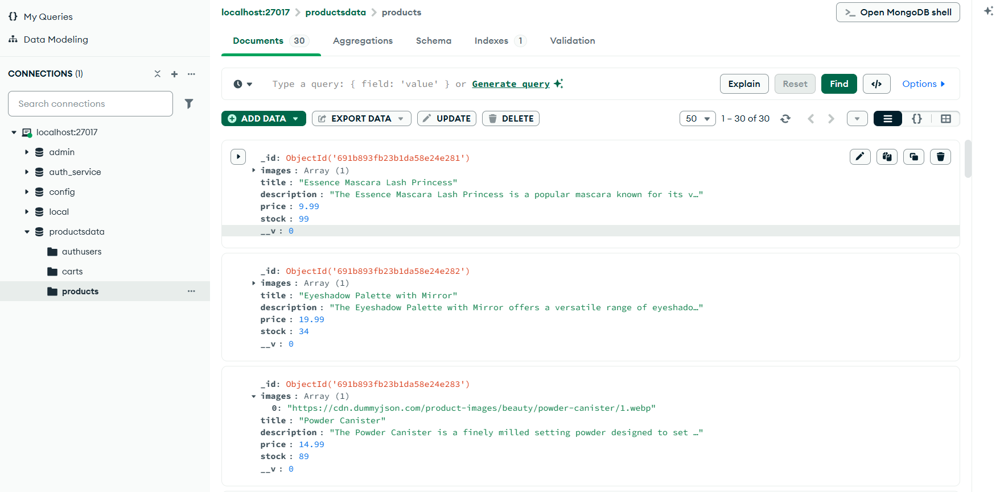 My Queries
Data Modeling
CONNECTIONS (1)
Search connections
localhost:27017
admin
auth_service
config
local
productsdata
authusers
carts
products
localhost:27017 > productsdata > products
>_ Open MongoDB shell
Documents 30 Aggregations Schema Indexes 1 Validation
Type a query: { field: 'value' } or Generate query
Explain Reset Find </> Options
ADD DATA EXPORT DATA UPDATE DELETE
50 1 – 30 of 30 {}
_id: ObjectId('691b893fb23b1da58e24e281')
images : Array (1)
title : "Essence Mascara Lash Princess"
description : "The Essence Mascara Lash Princess is a popular mascara known for its v…"
price : 9.99
stock : 99
__v : 0
_id: ObjectId('691b893fb23b1da58e24e282')
images : Array (1)
title : "Eyeshadow Palette with Mirror"
description : "The Eyeshadow Palette with Mirror offers a versatile range of eyeshado…"
price : 19.99
stock : 34
__v : 0
_id: ObjectId('691b893fb23b1da58e24e283')
images : Array (1)
0: "https://cdn.dummyjson.com/product-images/beauty/powder-canister/1.webp"
title : "Powder Canister"
description : "The Powder Canister is a finely milled setting powder designed to set …"
price : 14.99
stock : 89
__v : 0